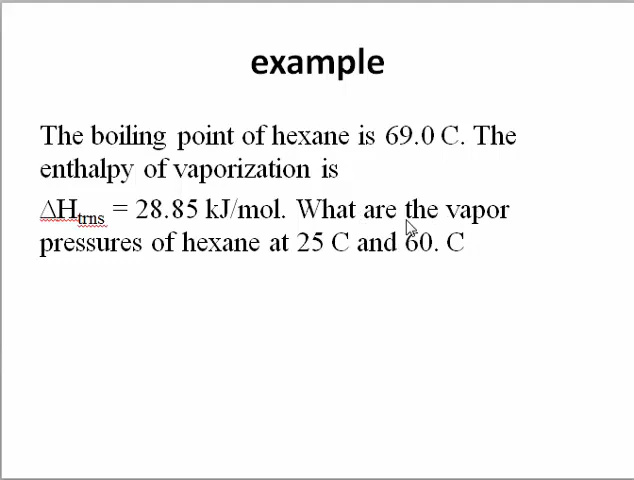 example
The boiling point of hexane is 69.0 C. The
enthalpy of vaporization is
ΔHtrns = 28.85 kJ/mol. What are the vapor
pressures of hexane at 25 C and 60. C